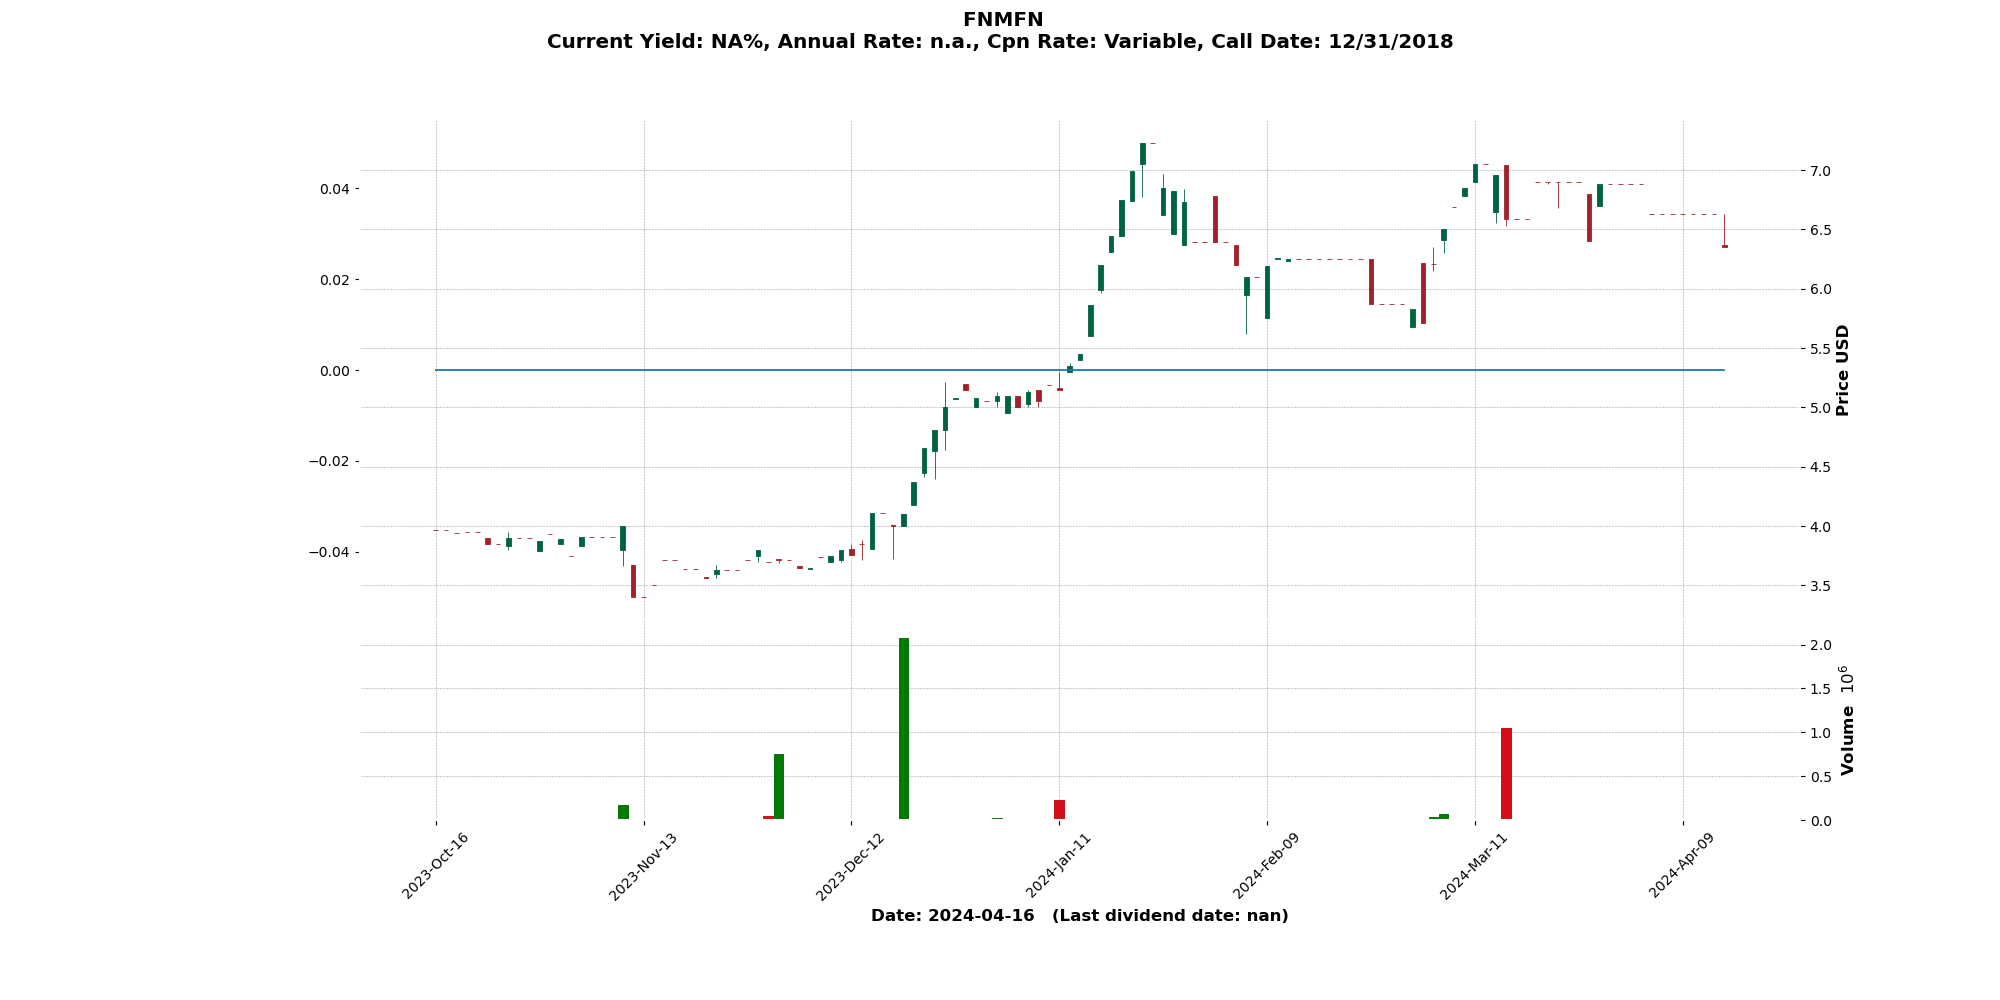 FNMFN
Current Yield: NA%, Annual Rate: n.a., Cpn Rate: Variable, Call Date: 12/31/2018
0.04
0.02
0.00
−0.02
−0.04
7.0
6.5
6.0
5.5
5.0
4.5
4.0
3.5
Price USD
2.0
1.5
1.0
0.5
0.0
Volume 10^6
2023-Oct-16
2023-Nov-13
2023-Dec-12
2024-Jan-11
2024-Feb-09
2024-Mar-11
2024-Apr-09
Date: 2024-04-16 (Last dividend date: nan)